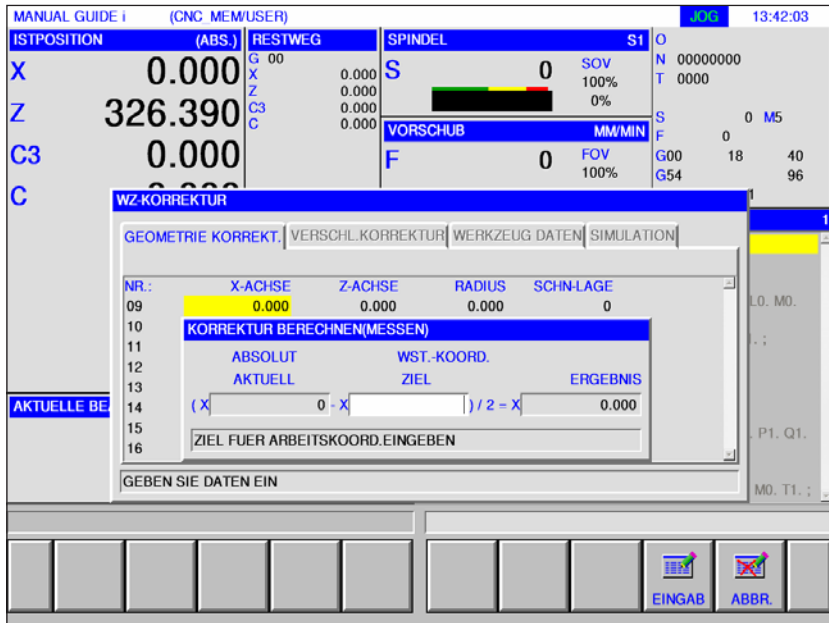 MANUAL GUIDE i (CNC_MEM/USER) JOG 13:42:03
ISTPOSITION (ABS.) RESTWEG SPINDEL S1 O
X 0.000 G 00 S 0 SOV N 00000000
X 0.000 100% T 0000
Z 326.390 Z 0.000 0%
C3 0.000 S 0 M5
C 0.000 VORSCHUB MM/MIN F 0
C3 0.000 F 0 FOV G00 18 40
100% G54 96
C
WZ-KORREKTUR 1
GEOMETRIE KORREKT. VERSCHL.KORREKTUR WERKZEUG DATEN SIMULATION
NR.: X-ACHSE Z-ACHSE RADIUS SCHN-LAGE
09 0.000 0.000 0.000 0 L0. M0.
10 KORREKTUR BERECHNEN(MESSEN)
11 ABSOLUT WST.-KOORD. 1. ;
12
13 AKTUELL ZIEL ERGEBNIS
AKTUELLE BE 14 ( X 0 - X ) / 2 = X 0.000
15 . P1. Q1.
16 ZIEL FUER ARBEITSKOORD.EINGEBEN
GEBEN SIE DATEN EIN M0. T1. ;
EINGAB ABBR.